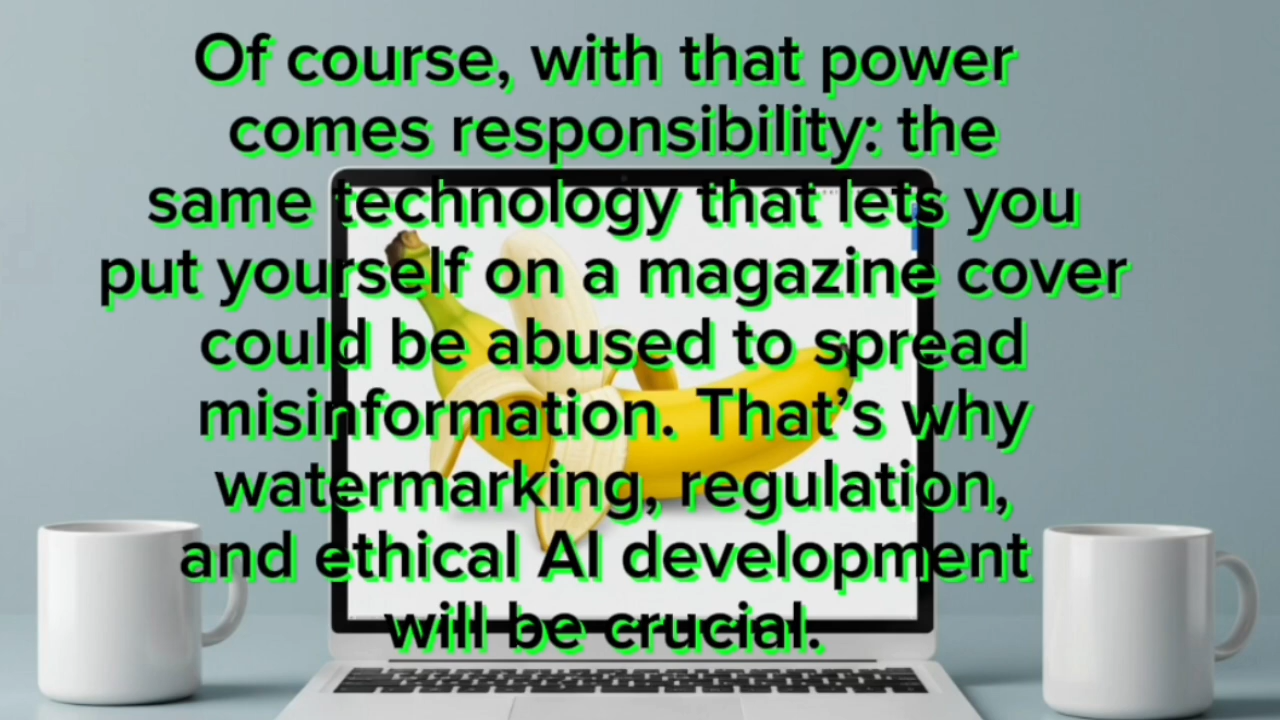 Of course, with that power
comes responsibility: the
same technology that lets you
put yourself on a magazine cover
could be abused to spread
misinformation. That’s why
watermarking, regulation,
and ethical AI development
will be crucial.